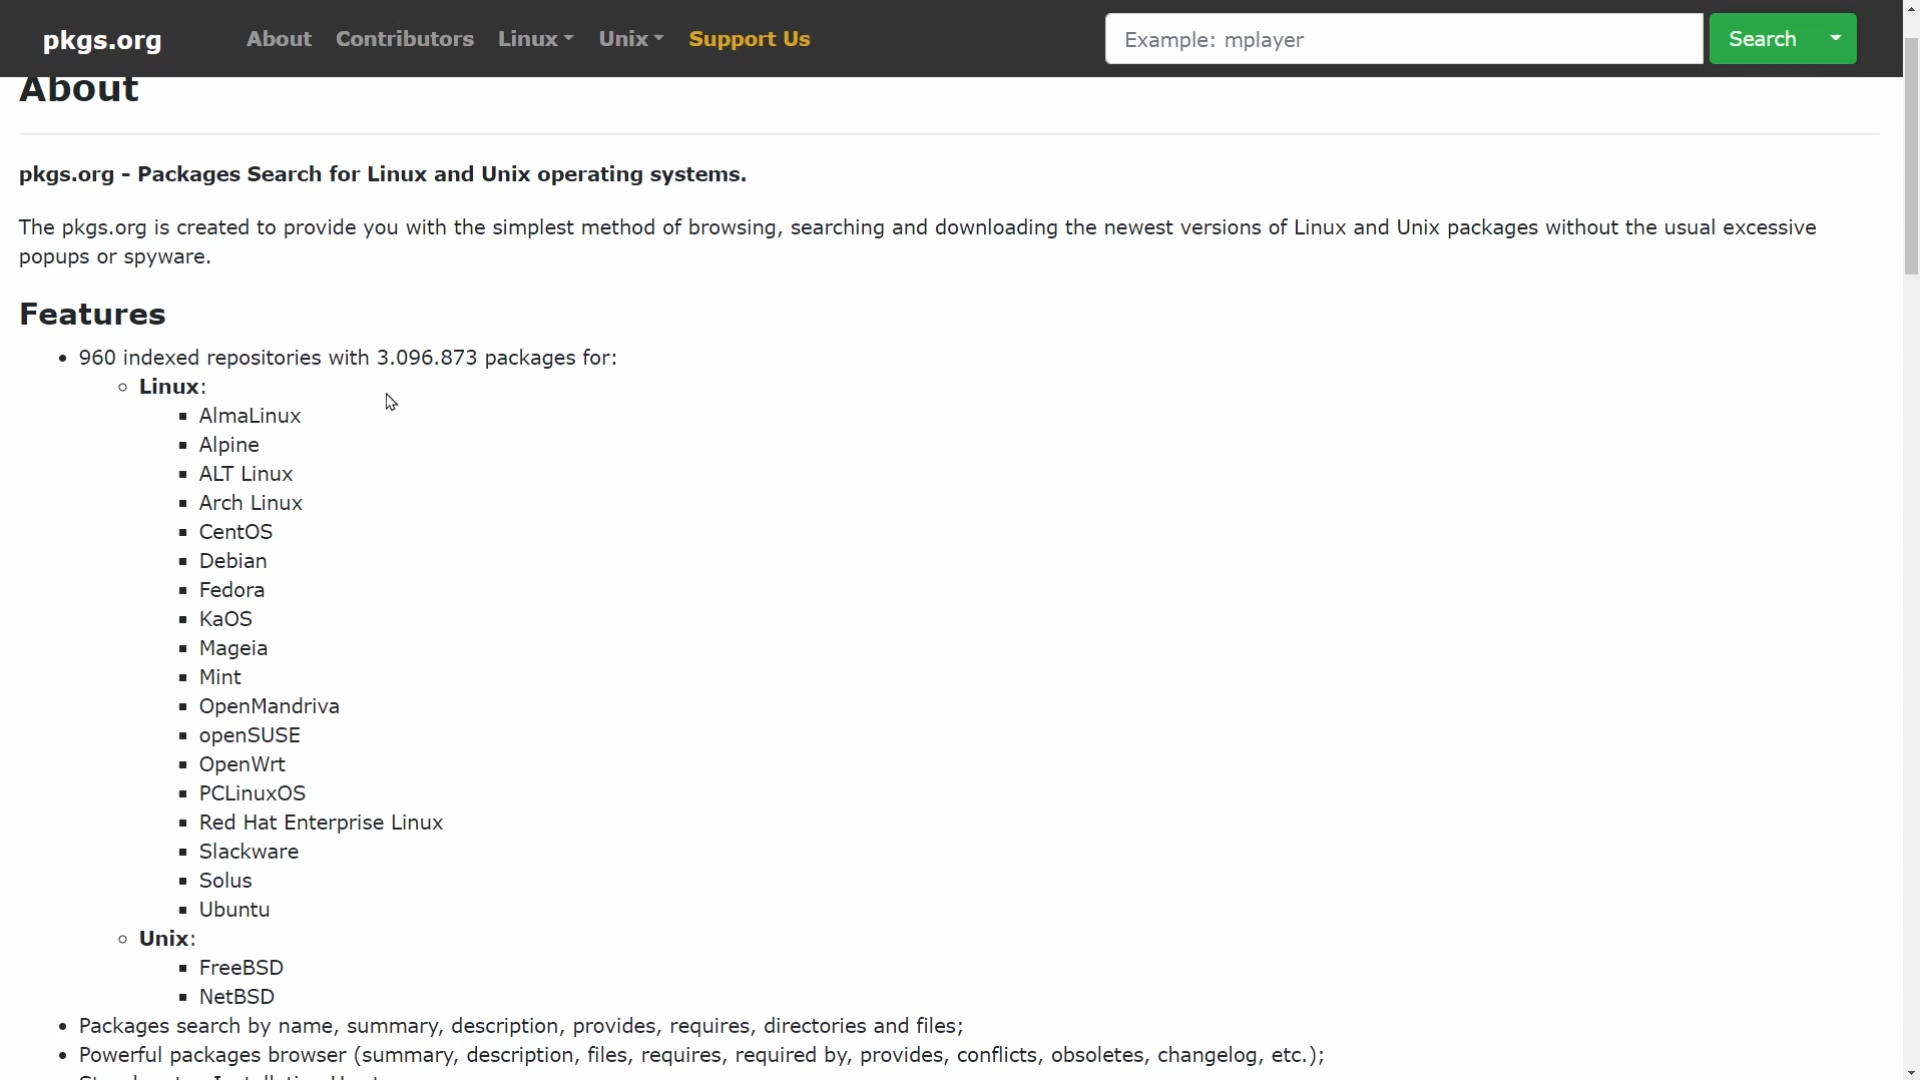 pkgs.org About Contributors Linux Unix Support Us Example: mplayer Search
About
pkgs.org - Packages Search for Linux and Unix operating systems.
The pkgs.org is created to provide you with the simplest method of browsing, searching and downloading the newest versions of Linux and Unix packages without the usual excessive
popups or spyware.
Features
960 indexed repositories with 3.096.873 packages for:
Linux:
AlmaLinux
Alpine
ALT Linux
Arch Linux
CentOS
Debian
Fedora
KaOS
Mageia
Mint
OpenMandriva
openSUSE
OpenWrt
PCLinuxOS
Red Hat Enterprise Linux
Slackware
Solus
Ubuntu
Unix:
FreeBSD
NetBSD
Packages search by name, summary, description, provides, requires, directories and files;
Powerful packages browser (summary, description, files, requires, required by, provides, conflicts, obsoletes, changelog, etc.);